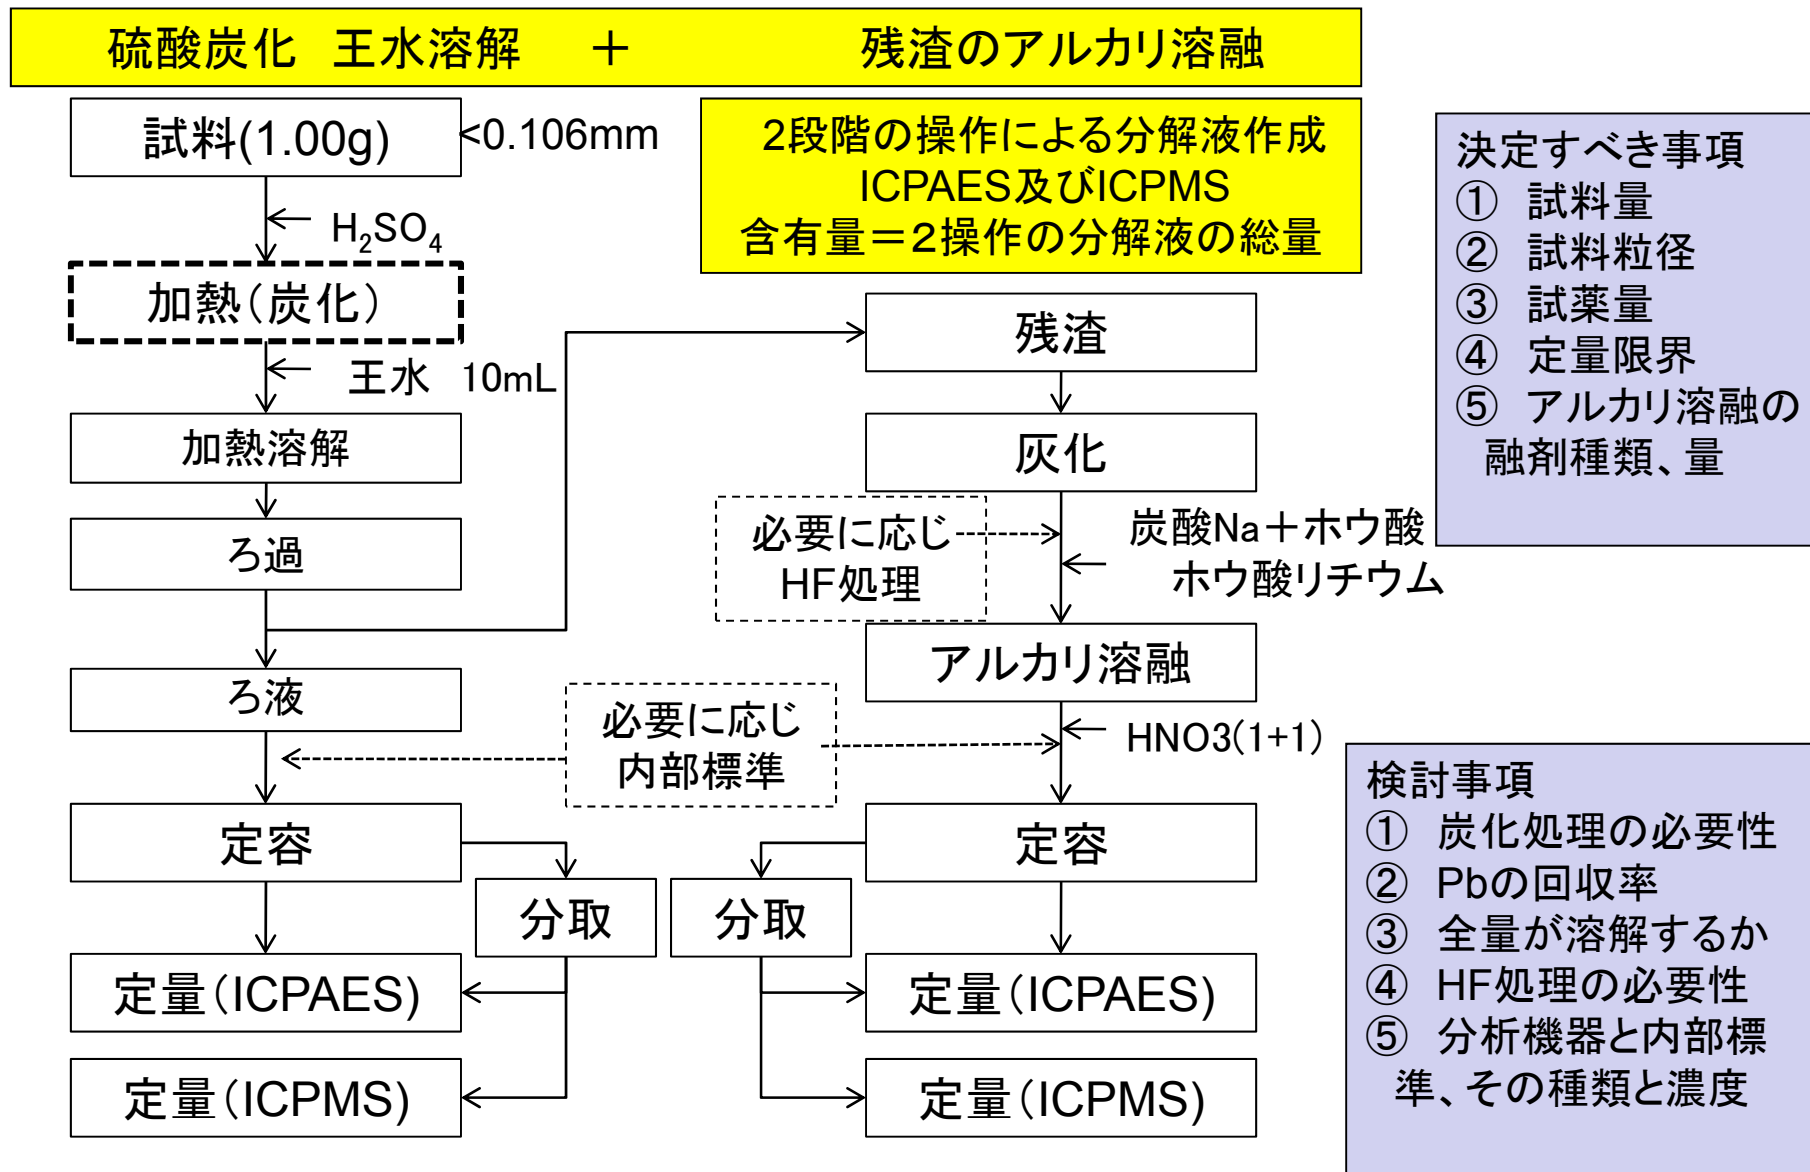 硫酸炭化　王水溶解　＋　残渣のアルカリ溶融
試料(1.00g)
<0.106mm
H2SO4
加熱（炭化）
王水　10mL
加熱溶解
ろ過
ろ液
定容
分取
定量（ICPAES）
定量（ICPMS）
2段階の操作による分解液作成
ICPAES及びICPMS
含有量＝２操作の分解液の総量
残渣
灰化
必要に応じ
HF処理
炭酸Na＋ホウ酸
ホウ酸リチウム
アルカリ溶融
必要に応じ
内部標準
HNO3(1+1)
定容
分取
定量（ICPAES）
定量（ICPMS）
決定すべき事項
①　試料量
②　試料粒径
③　試薬量
④　定量限界
⑤　アルカリ溶融の
融剤種類、量
検討事項
①　炭化処理の必要性
②　Pbの回収率
③　全量が溶解するか
④　HF処理の必要性
⑤　分析機器と内部標
準、その種類と濃度